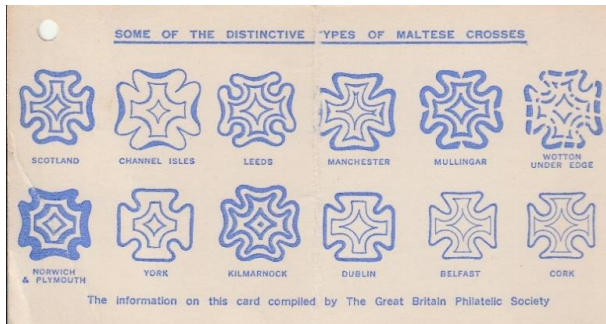 SOME OF THE DISTINCTIVE TYPES OF MALTESE CROSSES
SCOTLAND
CHANNEL ISLES
LEEDS
MANCHESTER
MULLINGAR
WOTTON
UNDER EDGE
NORWICH
& PLYMOUTH
YORK
KILMARNOCK
DUBLIN
BELFAST
CORK
The information on this card compiled by The Great Britain Philatelic Society